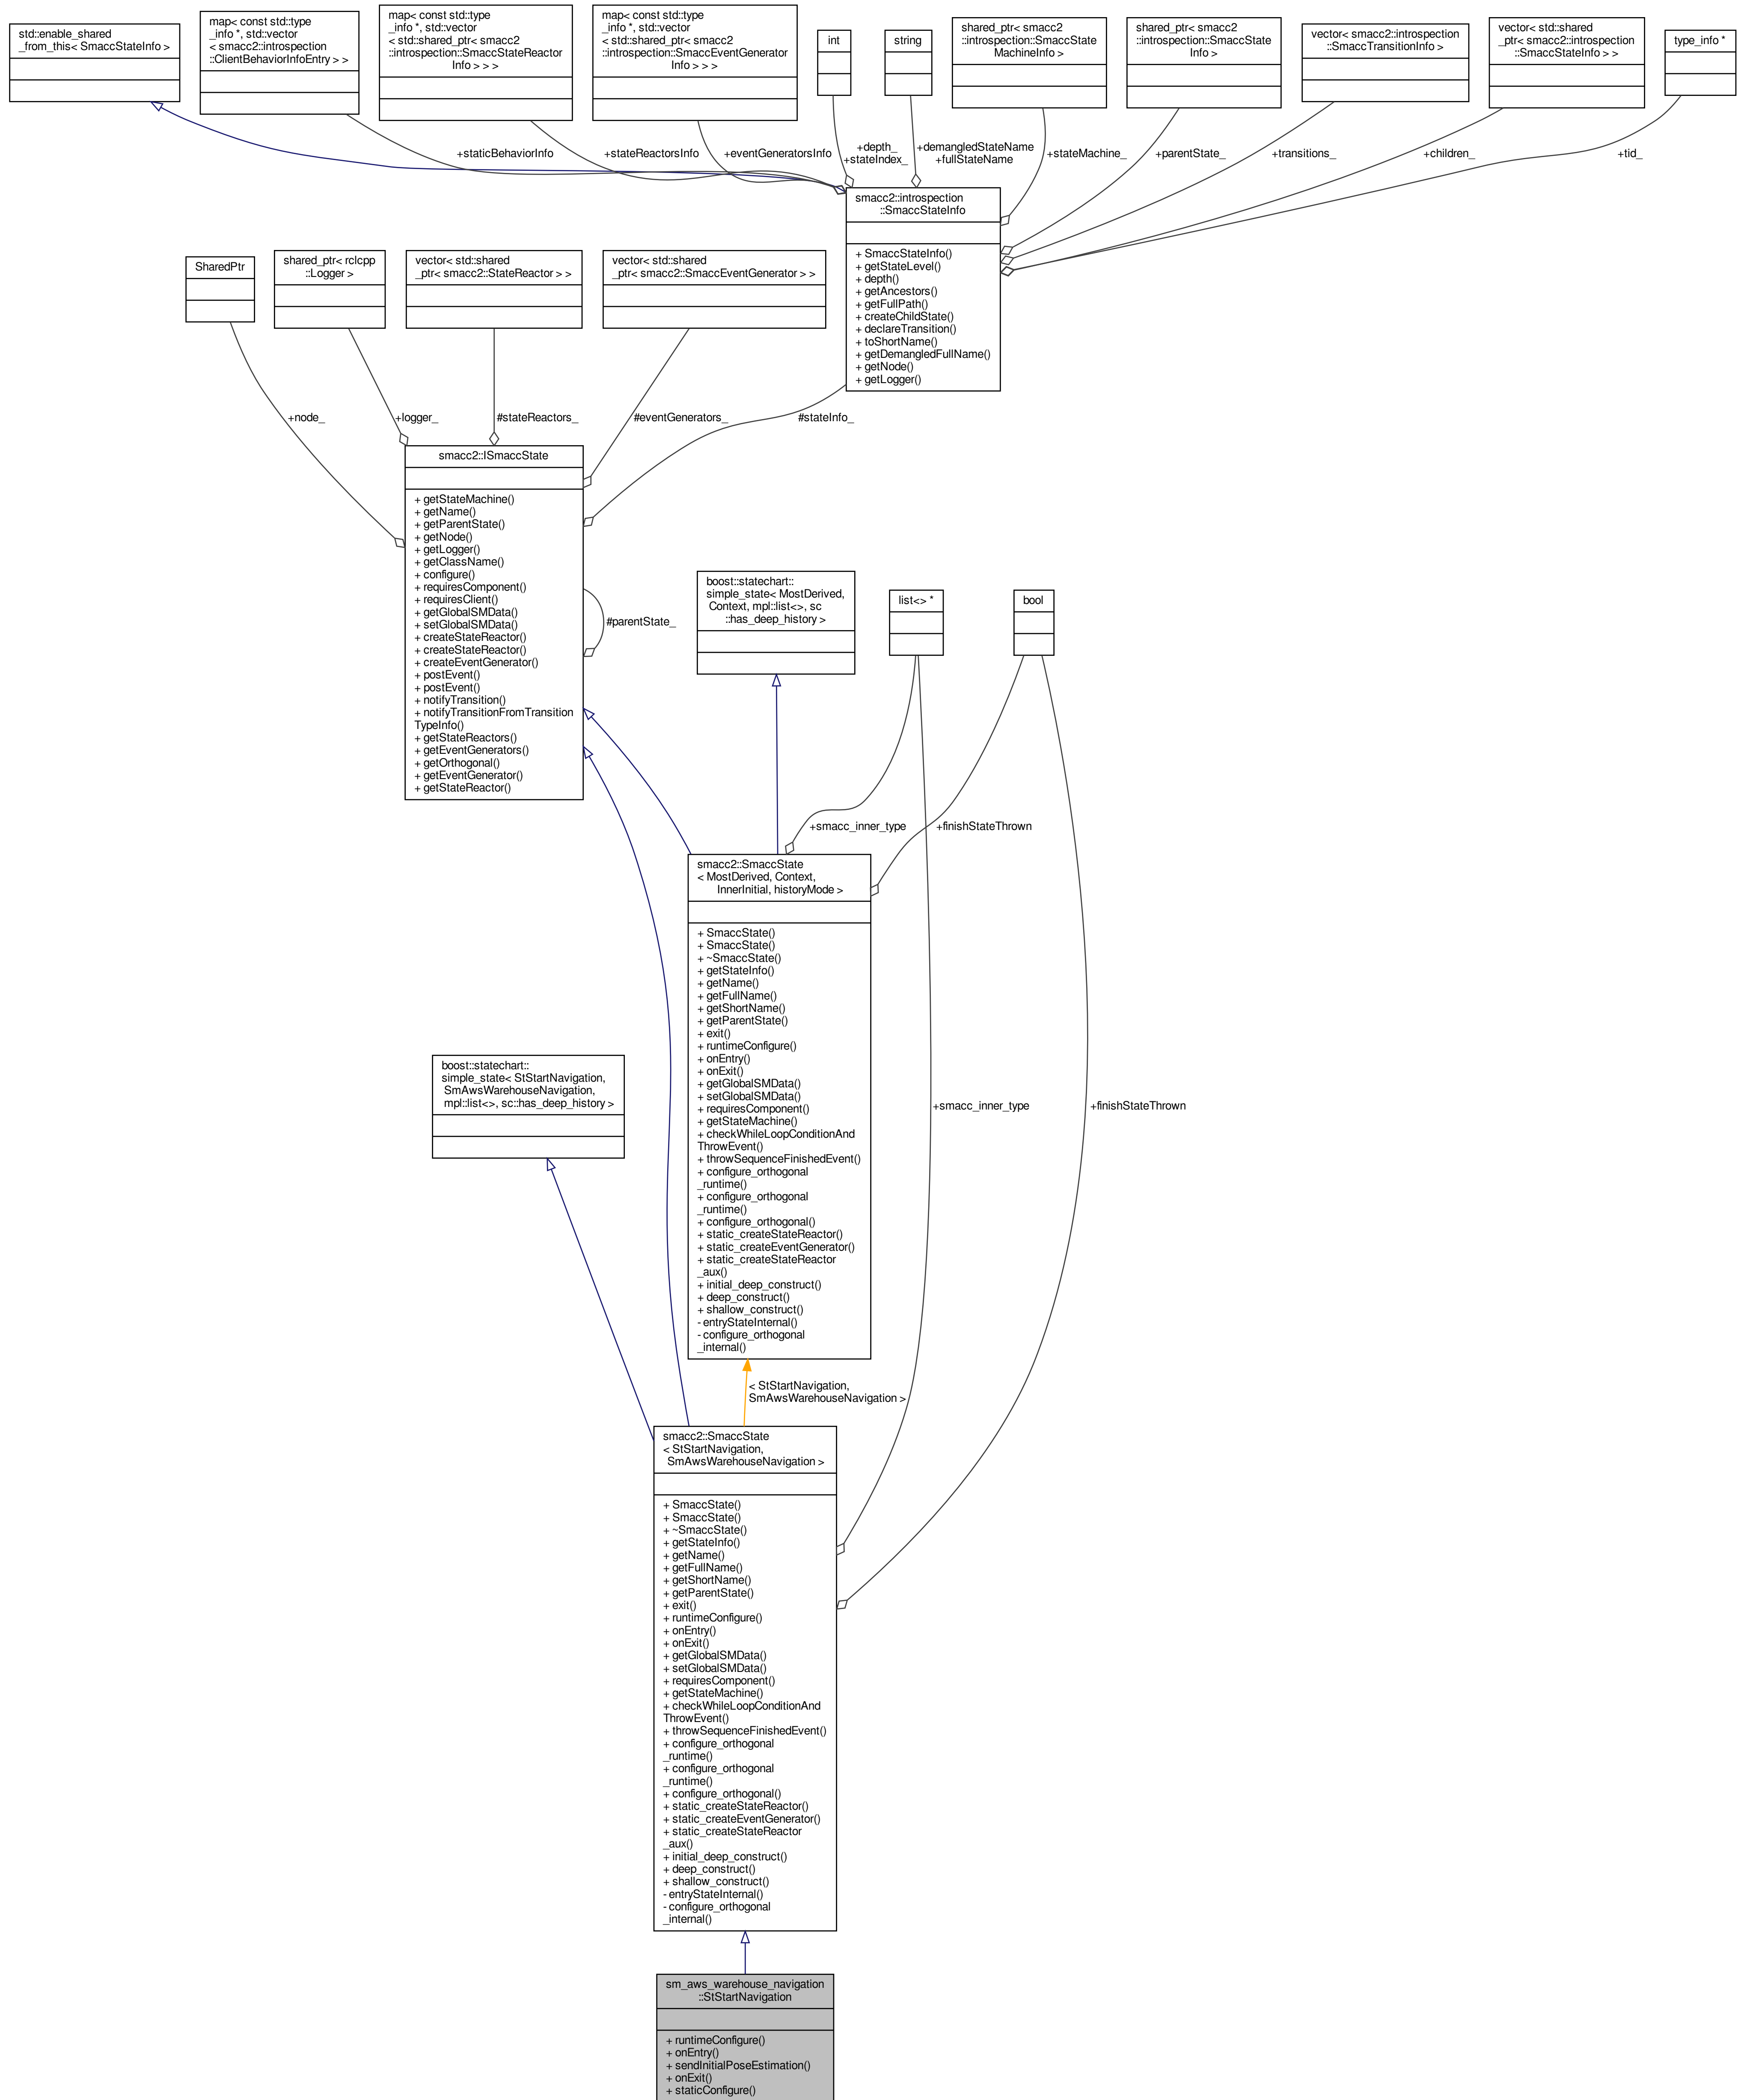 std::enable_shared
_from_this< SmaccStateInfo >
map< const std::type
_info *, std::vector
< smacc2::introspection
::ClientBehaviorInfoEntry > >
map< const std::type
_info *, std::vector
< std::shared_ptr< smacc2
::introspection::SmaccStateReactor
Info > > >
map< const std::type
_info *, std::vector
< std::shared_ptr< smacc2
::introspection::SmaccEventGenerator
Info > > >
int
string
shared_ptr< smacc2
::introspection::SmaccState
MachineInfo >
shared_ptr< smacc2
::introspection::SmaccState
Info >
vector< smacc2::introspection
::SmaccTransitionInfo >
vector< std::shared
_ptr< smacc2::introspection
::SmaccStateInfo > >
type_info *
+staticBehaviorInfo
+stateReactorsInfo
+eventGeneratorsInfo
+depth_
+stateIndex_
+demangledStateName
+fullStateName
+stateMachine_
+parentState_
+transitions_
+children_
+tid_
smacc2::introspection
::SmaccStateInfo
+ SmaccStateInfo()
+ getStateLevel()
+ depth()
+ getAncestors()
+ getFullPath()
+ createChildState()
+ declareTransition()
+ toShortName()
+ getDemangledFullName()
+ getNode()
+ getLogger()
SharedPtr
shared_ptr< rclcpp
::Logger >
vector< std::shared
_ptr< smacc2::StateReactor > >
vector< std::shared
_ptr< smacc2::SmaccEventGenerator > >
+node_
+logger_
#stateReactors_
#eventGenerators_
#stateInfo_
smacc2::ISmaccState
+ getStateMachine()
+ getName()
+ getParentState()
+ getNode()
+ getLogger()
+ getClassName()
+ configure()
+ requiresComponent()
+ requiresClient()
+ getGlobalSMData()
+ setGlobalSMData()
+ createStateReactor()
+ createStateReactor()
+ createEventGenerator()
+ postEvent()
+ postEvent()
+ notifyTransition()
+ notifyTransitionFromTransition
TypeInfo()
+ getStateReactors()
+ getEventGenerators()
+ getOrthogonal()
+ getEventGenerator()
+ getStateReactor()
#parentState_
boost::statechart::
simple_state< MostDerived,
Context, mpl::list<>, sc
::has_deep_history >
list<> *
bool
+smacc_inner_type
+finishStateThrown
smacc2::SmaccState
< MostDerived, Context,
InnerInitial, historyMode >
+ SmaccState()
+ SmaccState()
+ ~SmaccState()
+ getStateInfo()
+ getName()
+ getFullName()
+ getShortName()
+ getParentState()
+ exit()
+ runtimeConfigure()
+ onEntry()
+ onExit()
+ getGlobalSMData()
+ setGlobalSMData()
+ requiresComponent()
+ getStateMachine()
+ checkWhileLoopConditionAnd
ThrowEvent()
+ throwSequenceFinishedEvent()
+ configure_orthogonal
_runtime()
+ configure_orthogonal
_runtime()
+ configure_orthogonal()
+ static_createStateReactor()
+ static_createEventGenerator()
+ static_createStateReactor
_aux()
+ initial_deep_construct()
+ deep_construct()
+ shallow_construct()
- entryStateInternal()
- configure_orthogonal
_internal()
boost::statechart::
simple_state< StStartNavigation,
SmAwsWarehouseNavigation,
mpl::list<>, sc::has_deep_history >
+smacc_inner_type
+finishStateThrown
< StStartNavigation,
SmAwsWarehouseNavigation >
smacc2::SmaccState
< StStartNavigation,
SmAwsWarehouseNavigation >
+ SmaccState()
+ SmaccState()
+ ~SmaccState()
+ getStateInfo()
+ getName()
+ getFullName()
+ getShortName()
+ getParentState()
+ exit()
+ runtimeConfigure()
+ onEntry()
+ onExit()
+ getGlobalSMData()
+ setGlobalSMData()
+ requiresComponent()
+ getStateMachine()
+ checkWhileLoopConditionAnd
ThrowEvent()
+ throwSequenceFinishedEvent()
+ configure_orthogonal
_runtime()
+ configure_orthogonal
_runtime()
+ configure_orthogonal()
+ static_createStateReactor()
+ static_createEventGenerator()
+ static_createStateReactor
_aux()
+ initial_deep_construct()
+ deep_construct()
+ shallow_construct()
- entryStateInternal()
- configure_orthogonal
_internal()
sm_aws_warehouse_navigation
::StStartNavigation
+ runtimeConfigure()
+ onEntry()
+ sendInitialPoseEstimation()
+ onExit()
+ staticConfigure()